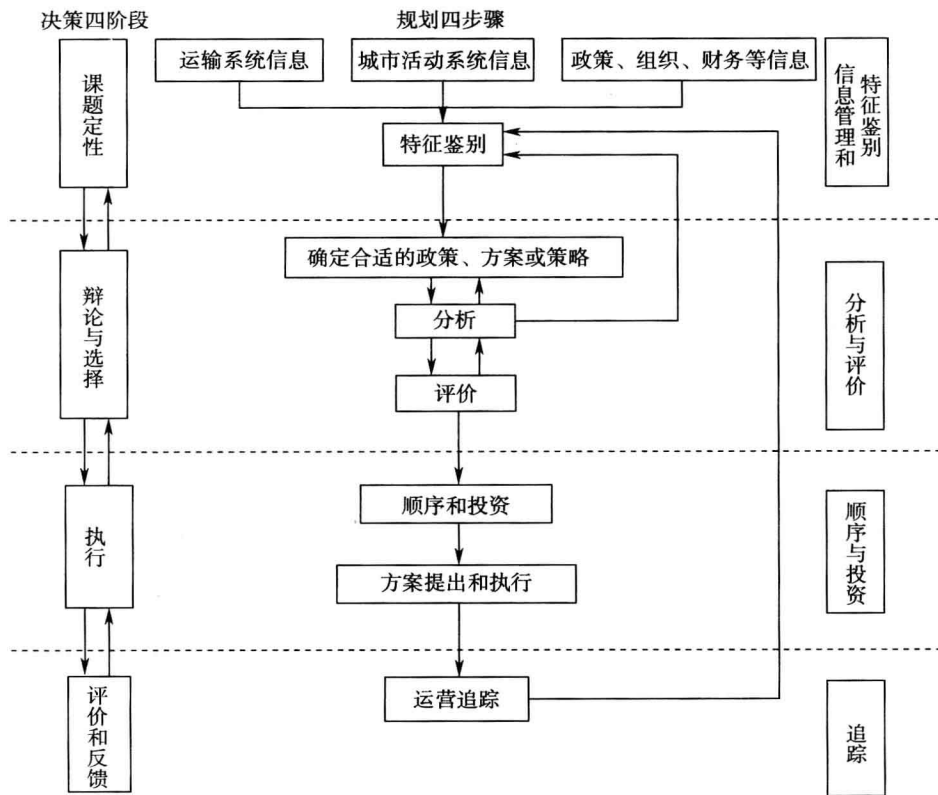 决策四阶段
规划四步骤
课题定性
运输系统信息
城市活动系统信息
政策、组织、财务等信息
特征鉴别
信息管理和
特征鉴别
确定合适的政策、方案或策略
辩论与选择
分析
评价
分析与评价
执行
顺序和投资
方案提出和执行
顺序与投资
评价和反馈
运营追踪
追踪